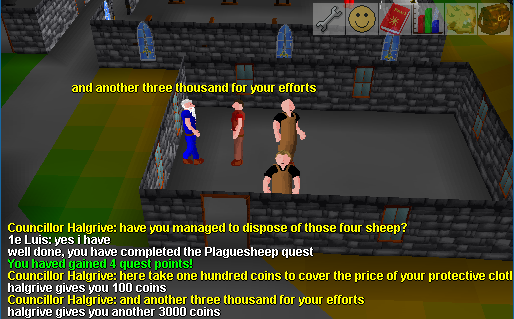 and another three thousand for your efforts
Councillor Halgrive: have you managed to dispose of those four sheep?
1e Luis: yes i have
well done, you have completed the Plaguesheep quest
You haved gained 4 quest points!
Councillor Halgrive: here take one hundred coins to cover the price of your protective clotl
halgrive gives you 100 coins
Councillor Halgrive: and another three thousand for your efforts
halgrive gives you another 3000 coins